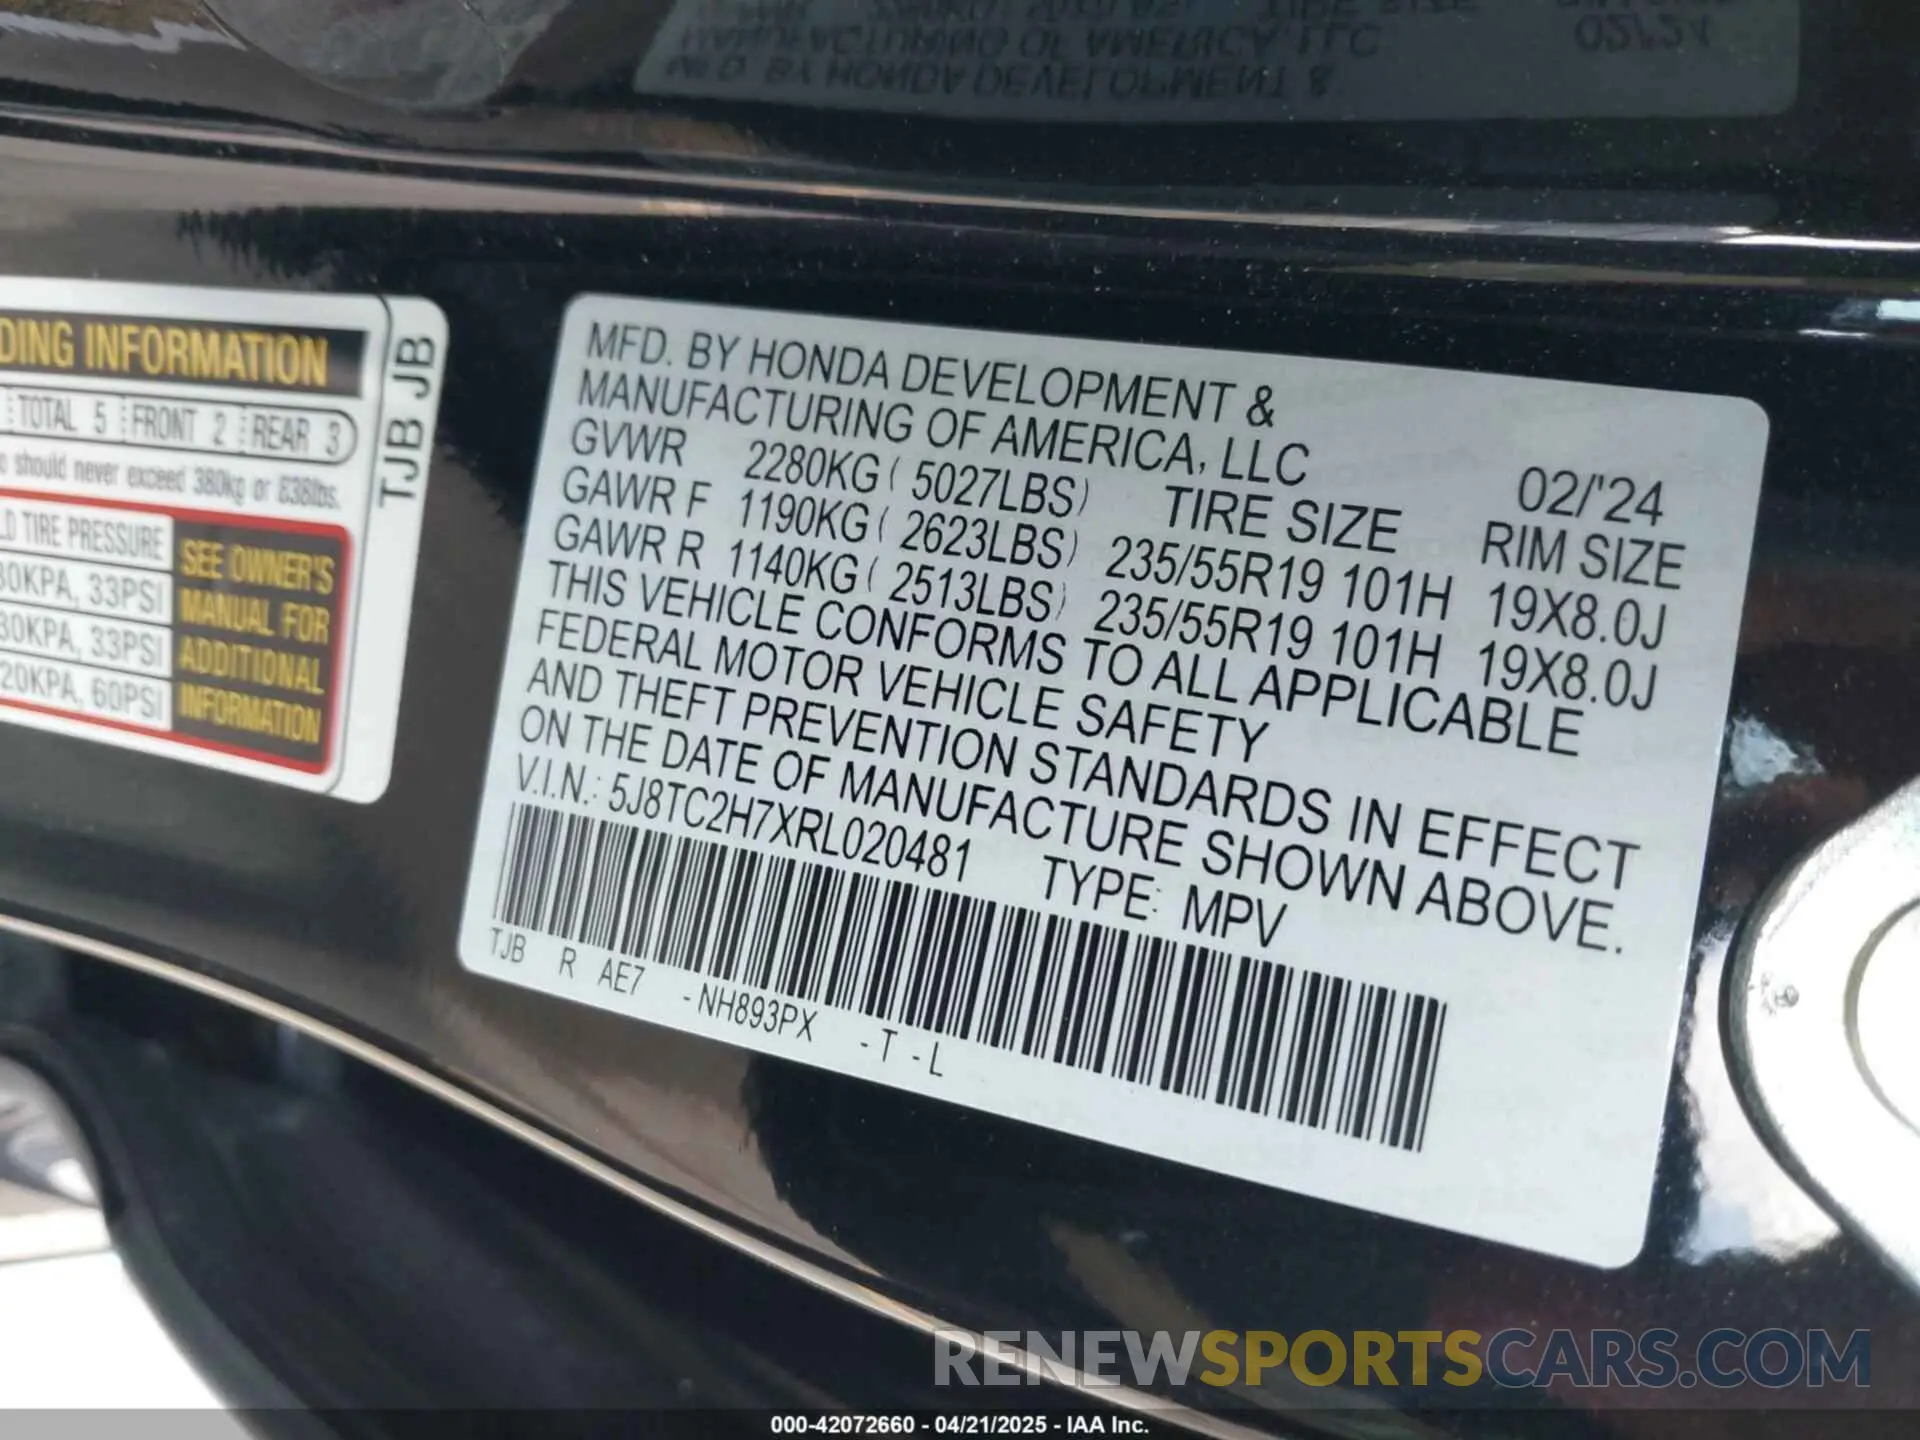 DING INFORMATION
TOTAL 5 FRONT 2 REAR 3
should never exceed 380kg or 838lbs.
TIRE PRESSURE
33PSI
33PSI
60PSI
SEE OWNER'S
MANUAL FOR
ADDITIONAL
INFORMATION
TJB JB
MFD. BY HONDA DEVELOPMENT &
MANUFACTURING OF AMERICA, LLC 02/'24
GVWR 2280KG ( 5027LBS) TIRE SIZE RIM SIZE
GAWR F 1190KG ( 2623LBS) 235/55R19 101H 19X8.0J
GAWR R 1140KG ( 2513LBS) 235/55R19 101H 19X8.0J
THIS VEHICLE CONFORMS TO ALL APPLICABLE
FEDERAL MOTOR VEHICLE SAFETY
AND THEFT PREVENTION STANDARDS IN EFFECT
ON THE DATE OF MANUFACTURE SHOWN ABOVE.
V.I.N.: 5J8TC2H7XRL020481 TYPE: MPV
TJB R AE7 - NH893PX - T - L
RENEWSPORTSCARS.COM
000-42072660 - 04/21/2025 - IAA Inc.